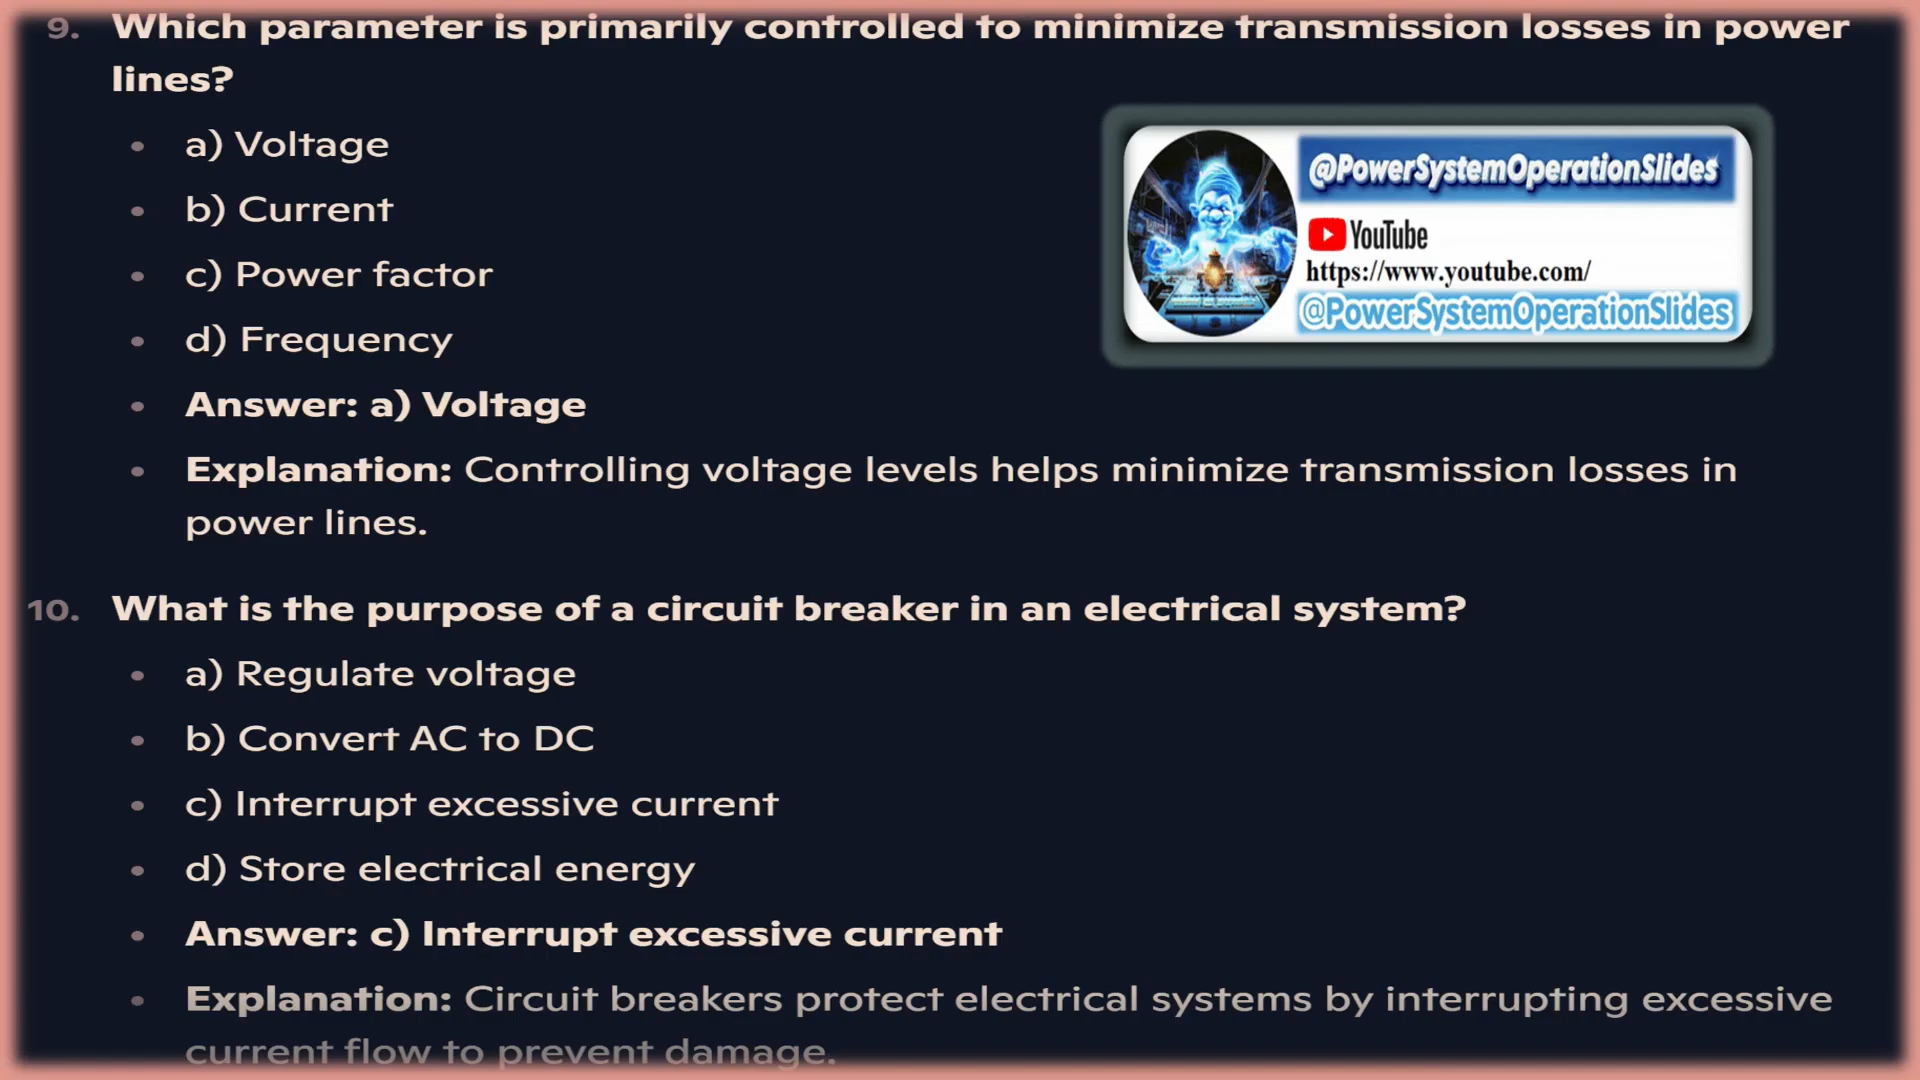 9. Which parameter is primarily controlled to minimize transmission losses in power
lines?
• a) Voltage
• b) Current
• c) Power factor
• d) Frequency
• Answer: a) Voltage
• Explanation: Controlling voltage levels helps minimize transmission losses in
power lines.
@PowerSystemOperationSlides
YouTube
https://www.youtube.com/
@PowerSystemOperationSlides
10. What is the purpose of a circuit breaker in an electrical system?
• a) Regulate voltage
• b) Convert AC to DC
• c) Interrupt excessive current
• d) Store electrical energy
• Answer: c) Interrupt excessive current
• Explanation: Circuit breakers protect electrical systems by interrupting excessive
current flow to prevent damage.